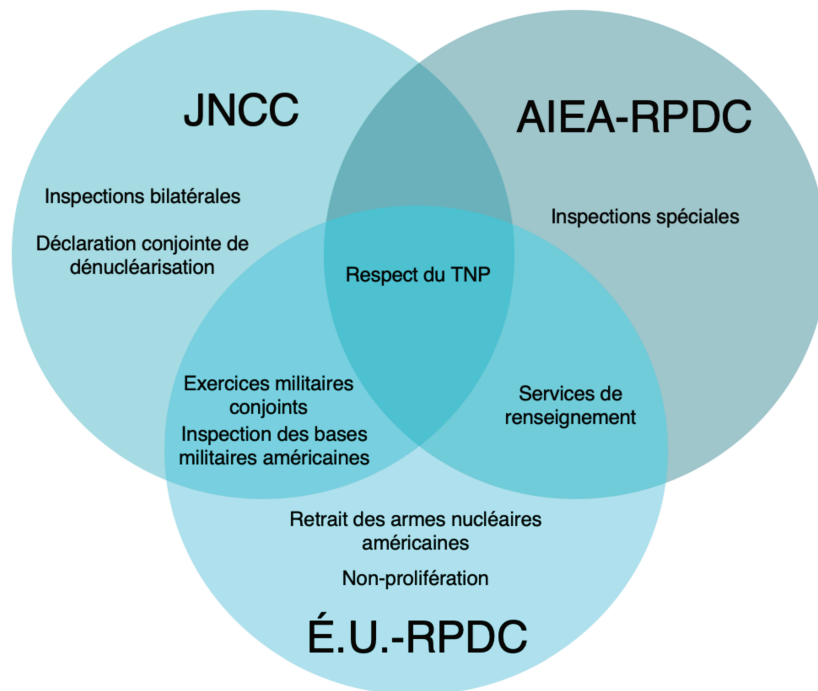 JNCC
AIEA-RPDC
Inspections bilatérales
Déclaration conjointe de
dénucléarisation
Inspections spéciales
Respect du TNP
Exercices militaires
conjoints
Inspection des bases
militaires américaines
Services de
renseignement
Retrait des armes nucléaires
américaines
Non-prolifération
É.U.-RPDC